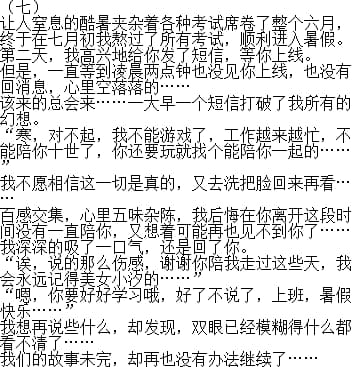 （七）
让人窒息的酷暑夹杂着各种考试席卷了整个六月，
终于在七月初我熬过了所有考试，顺利进入暑假。
第一天，我高兴地给你发了短信，等你上线。
但是，一直等到凌晨两点钟也没见你上线，也没有
回消息，心里空落落的……
该来的总会来……一大早一个短信打破了我所有的
幻想。
“寒，对不起，我不能游戏了，工作越来越忙，不
能陪你十世了，你还要玩就找个能陪你一起的……
”
我不愿相信这一切是真的，又去洗把脸回来再看……
百感交集，心里五味杂陈，我后悔在你离开这段时
间没有一直陪你，又想着可能再也见不到你了……
我深深的吸了一口气，还是回了你。
“诶，说的那么伤感，谢谢你陪我走过这些天，我
会永远记得美女小汐的……”
“嗯，你要好好学习哦，好了不说了，上班，暑假
快乐……”
我想再说些什么，却发现，双眼已经模糊得什么都
看不清了……
我们的故事未完，却再也没有办法继续了……